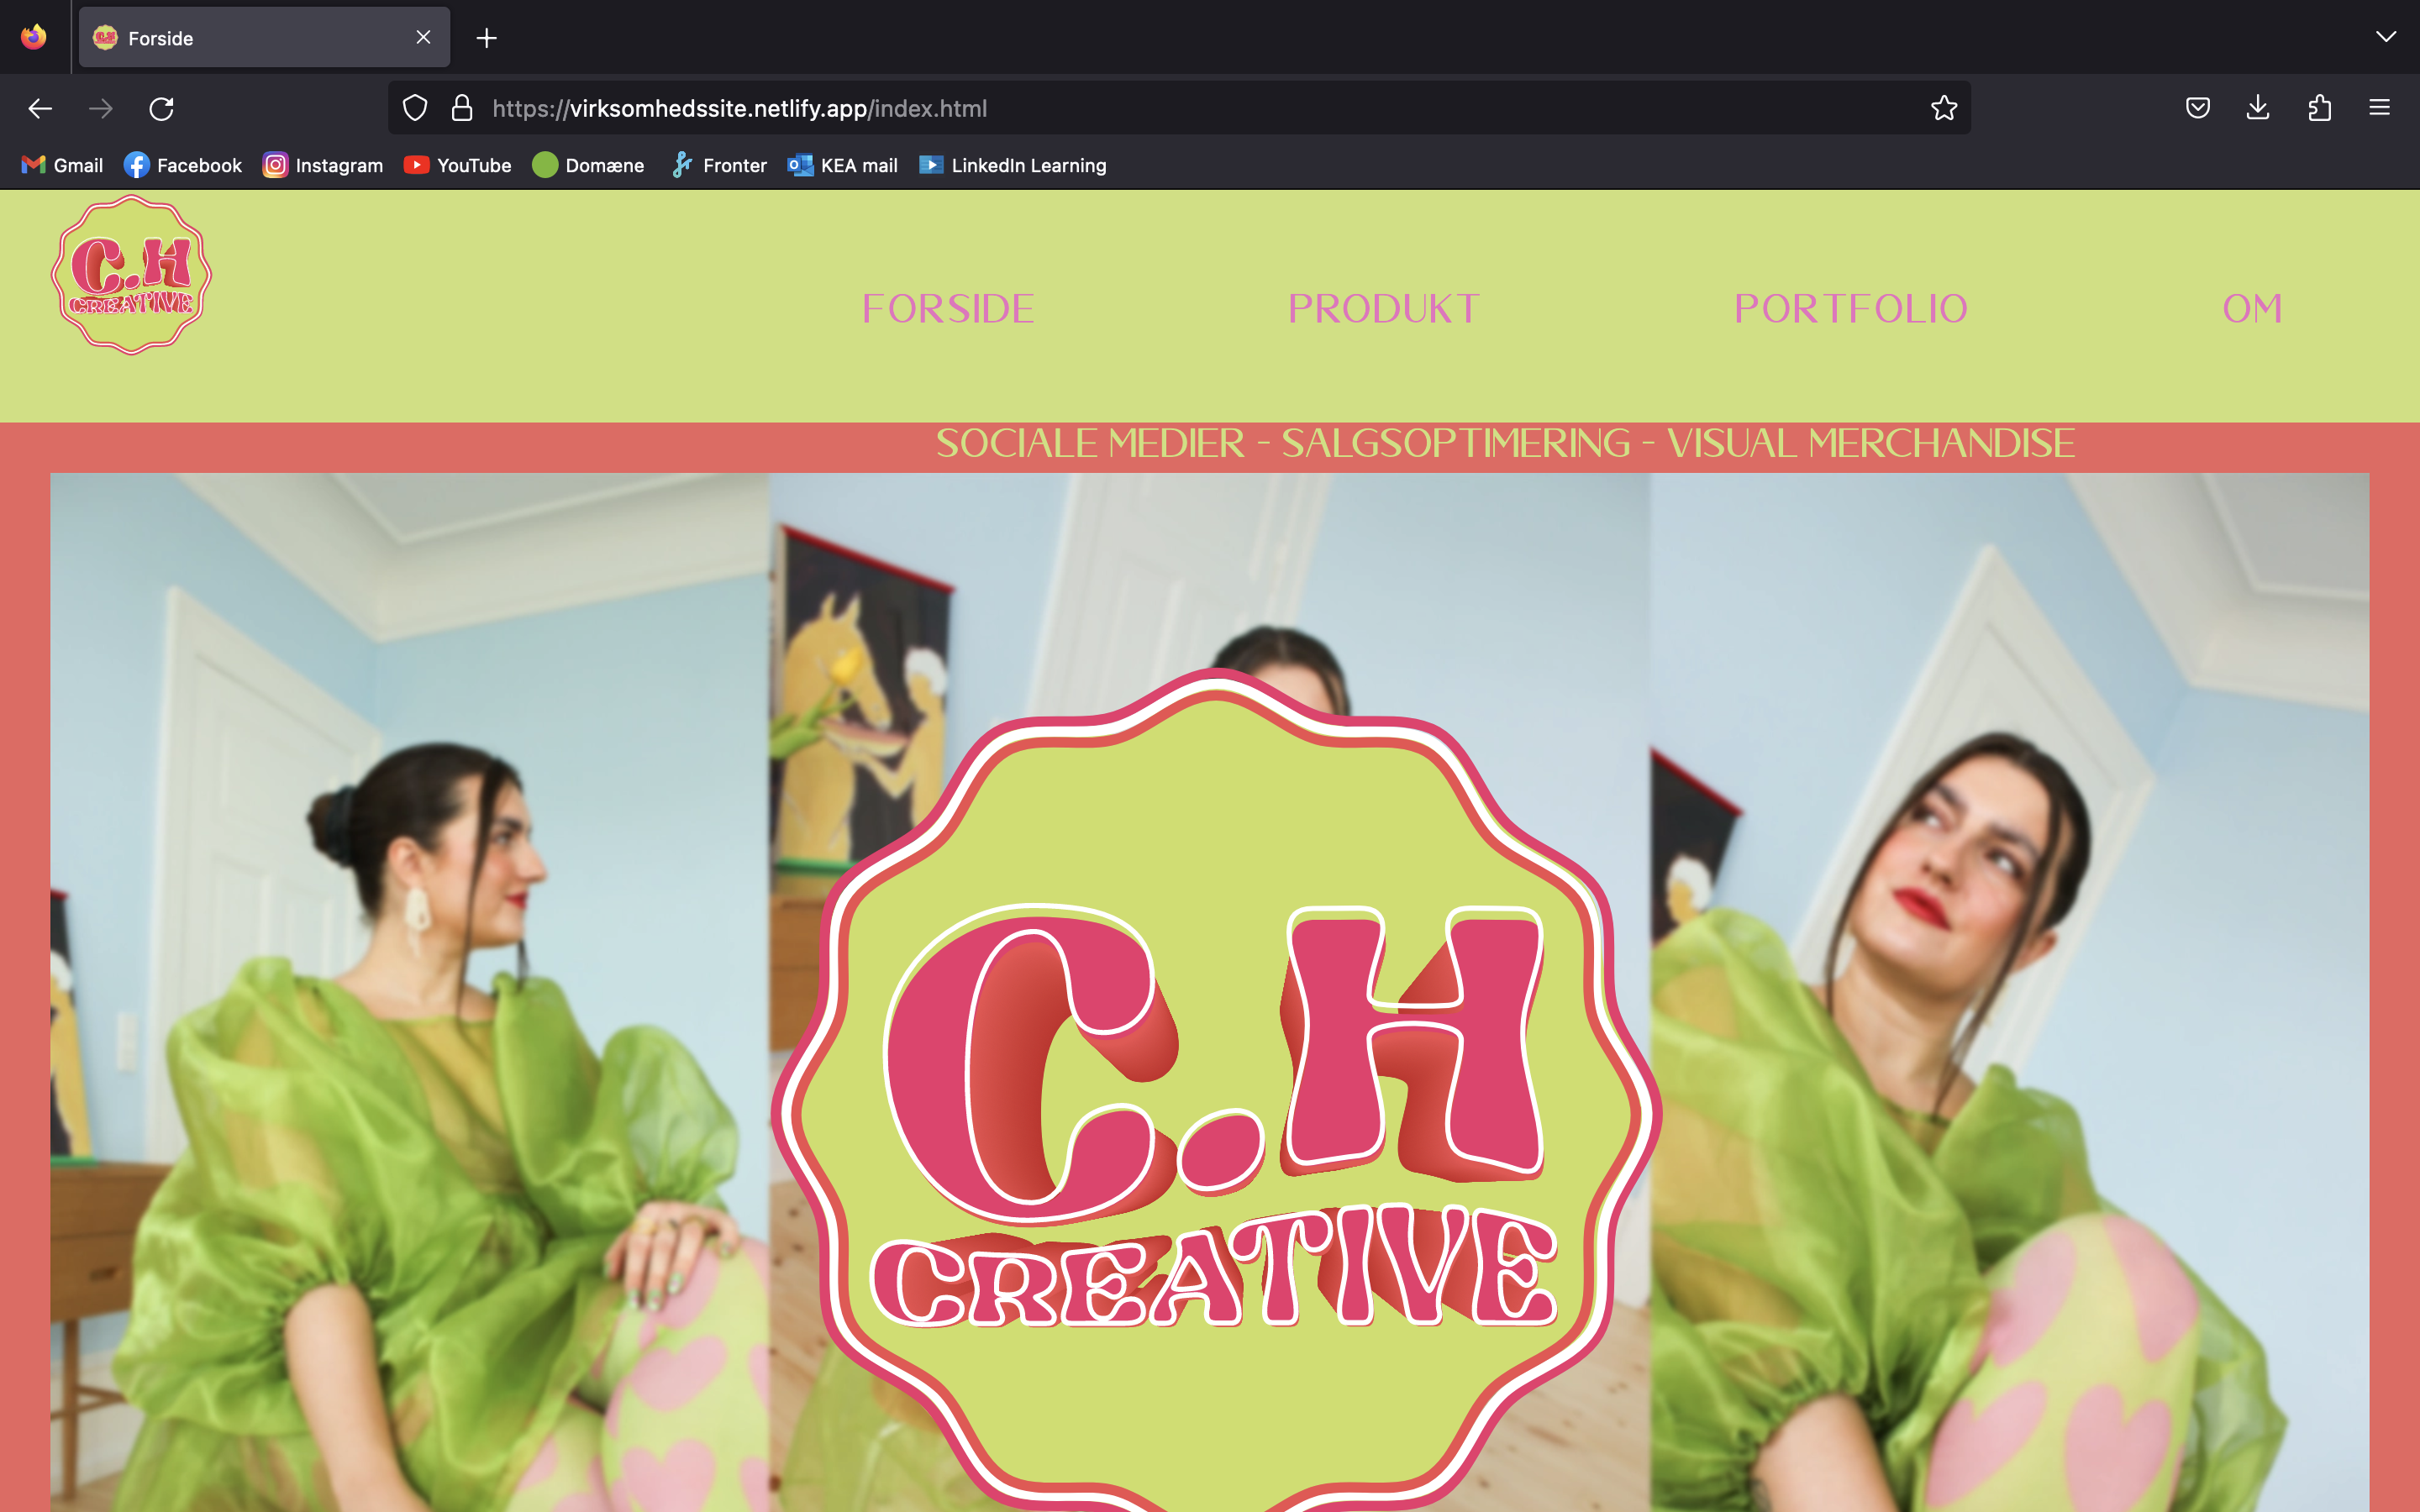 Forside
https://virksomhedssite.netlify.app/index.html
Gmail Facebook Instagram YouTube Domæne Fronter KEA mail LinkedIn Learning
C.H
CREATIVE
FORSIDE PRODUKT PORTFOLIO OM
SOCIALE MEDIER - SALGSOPTIMERING - VISUAL MERCHANDISE
C.H
CREATIVE